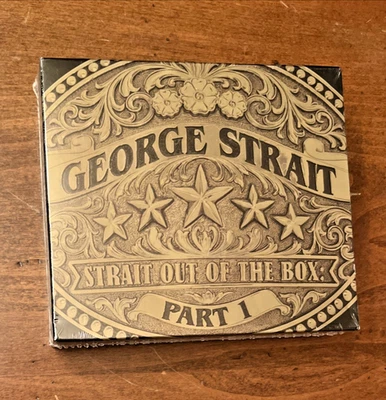 GEORGE STRAIT
STRAIT OUT OF THE BOX:
PART 1